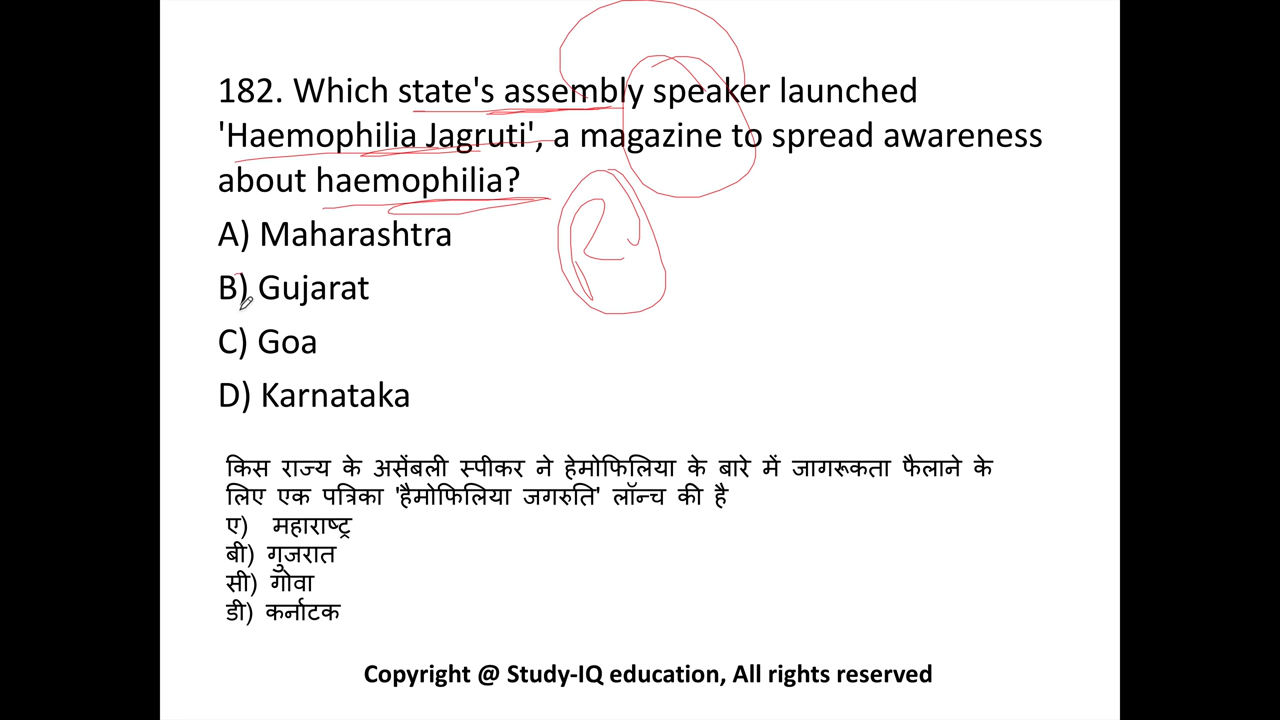 182. Which state's assembly speaker launched
'Haemophilia Jagruti', a magazine to spread awareness
about haemophilia?
A) Maharashtra
B) Gujarat
C) Goa
D) Karnataka
किस राज्य के असेंबली स्पीकर ने हेमोफिलिया के बारे में जागरूकता फैलाने के
लिए एक पत्रिका 'हैमोफिलिया जगरुति' लॉन्च की है
ए) महाराष्ट्र
बी) गुजरात
सी) गोवा
डी) कर्नाटक
Copyright @ Study-IQ education, All rights reserved